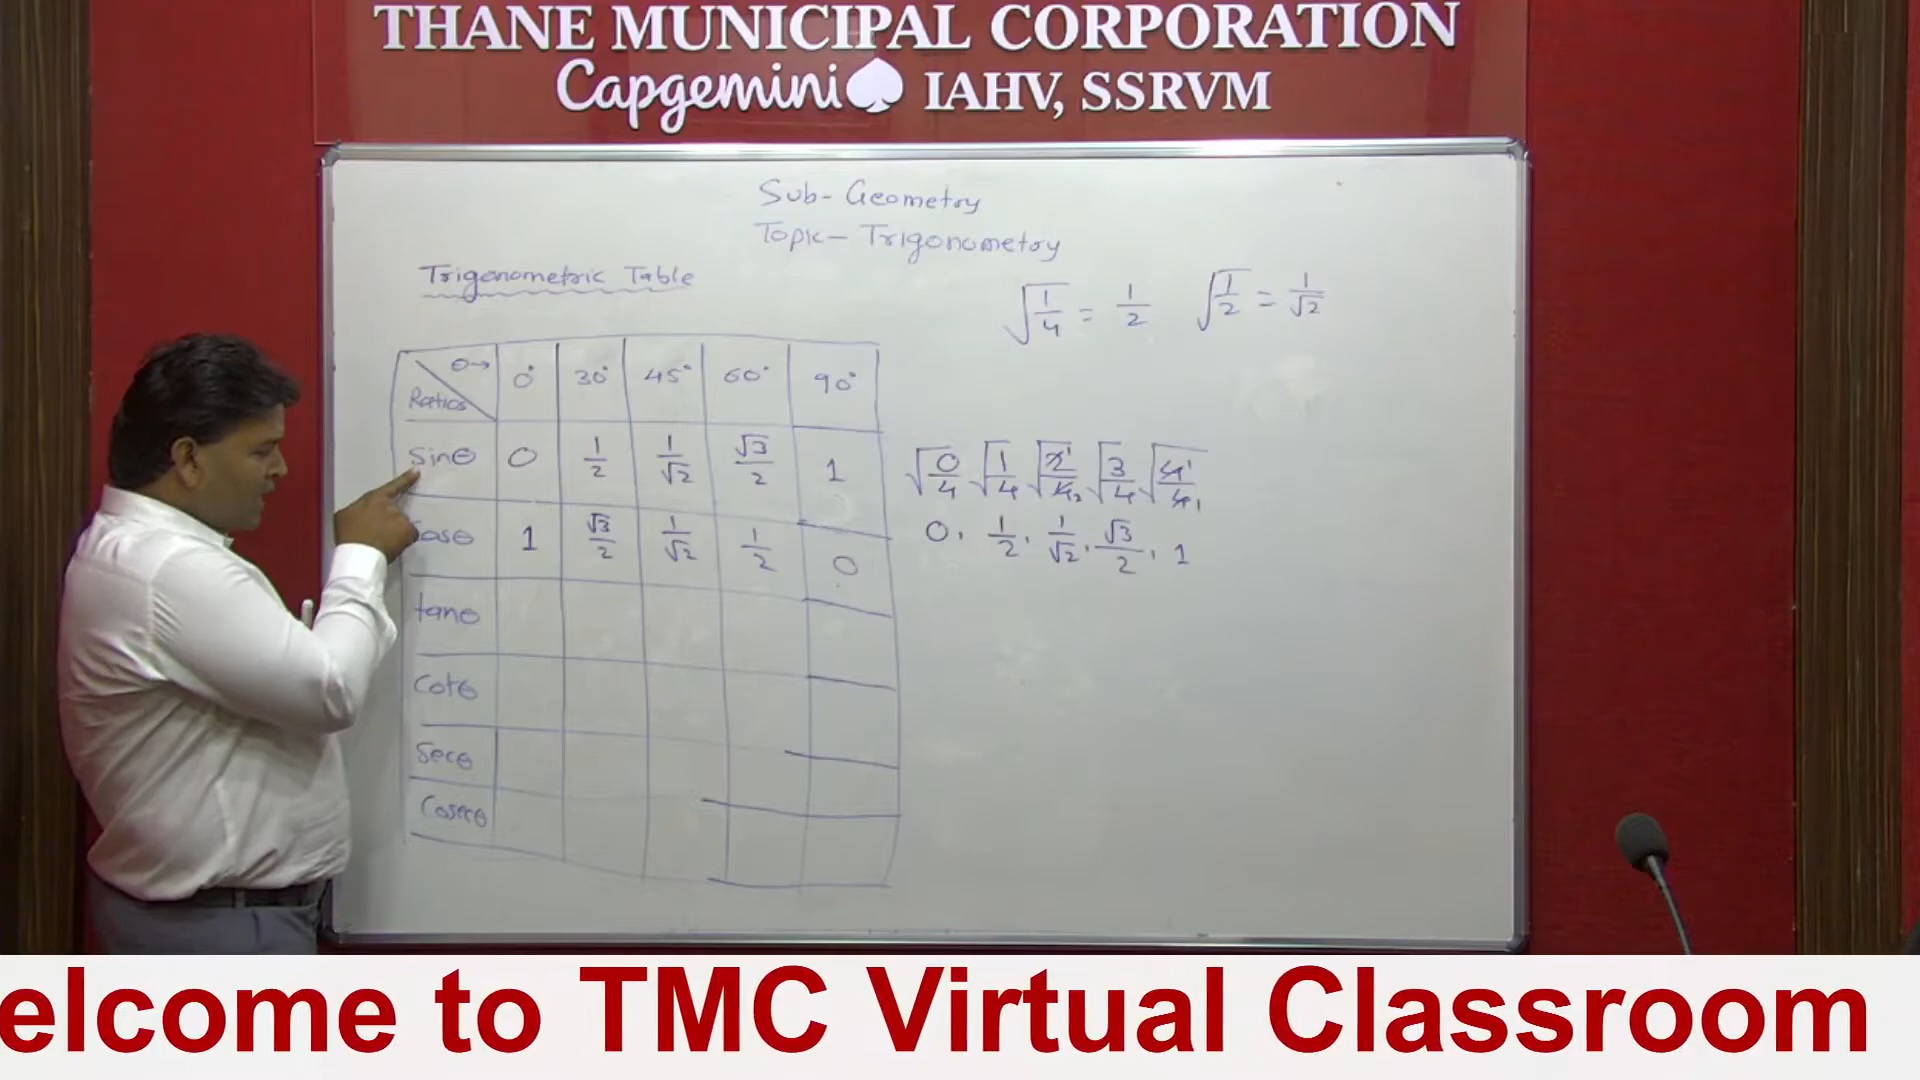 THANE MUNICIPAL CORPORATION
Capgemini IAHV, SSRVM
Sub- Geometry
Topic- Trigonometry
Trigonometric Table
√1/4 = 1/2 √1/2 = 1/√2
θ→ Ratios 0° 30° 45° 60° 90°
Sinθ 0 1/2 1/√2 √3/2 1
√0/4 √1/4 √2/4 √3/4 √4/4
Cosθ 1 √3/2 1/√2 1/2 0
0, 1/2, 1/√2, √3/2, 1
tanθ
Cotθ
Secθ
Cosecθ
elcome to TMC Virtual Classroom